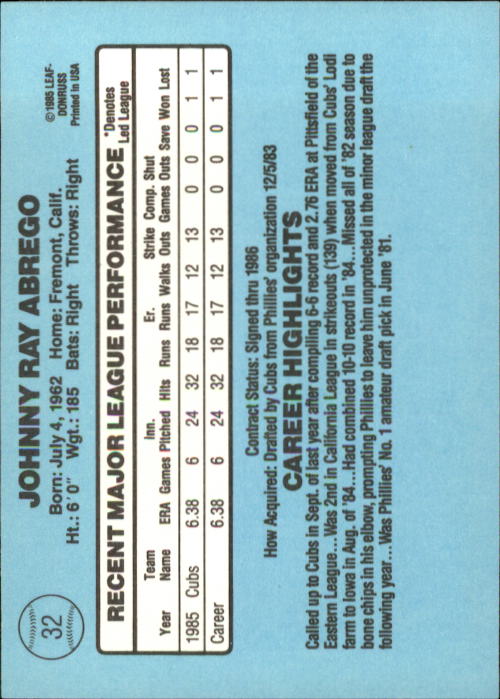 32
JOHNNY RAY ABREGO
©1985 LEAF-
DONRUSS
Printed in USA
Born: July 4, 1962 Home: Fremont, Calif.
Ht.: 6'0" Wgt.: 185 Bats: Right Throws: Right
RECENT MAJOR LEAGUE PERFORMANCE *Denotes
Led League
Year Team Name ERA Games Inn. Pitched Hits Runs Er. Runs Walks Strike Outs Comp. Games Shut Outs Save Won Lost
1985 Cubs 6.38 6 24 32 18 17 12 13 0 0 0 1 1
Career 6.38 6 24 32 18 17 12 13 0 0 0 1 1
Contract Status: Signed thru 1986
How Acquired: Drafted by Cubs from Phillies' organization 12/5/83
CAREER HIGHLIGHTS
Called up to Cubs in Sept. of last year after compiling 6-6 record and 2.76 ERA at Pittsfield of the
Eastern League...Was 2nd in California League in strikeouts (139) when moved from Cubs' Lodi
farm to Iowa in Aug. of '84...Had combined 10-10 record in '84...Missed all of '82 season due to
bone chips in his elbow, prompting Phillies to leave him unprotected in the minor league draft the
following year...Was Phillies' No. 1 amateur draft pick in June '81.